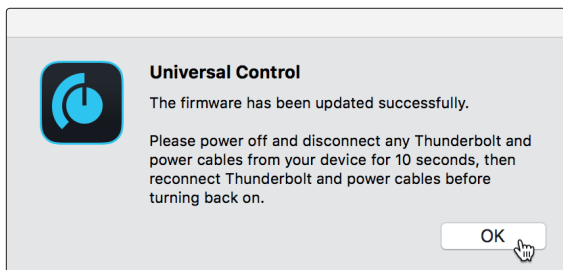 Universal Control
The firmware has been updated successfully.
Please power off and disconnect any Thunderbolt and
power cables from your device for 10 seconds, then
reconnect Thunderbolt and power cables before
turning back on.
OK